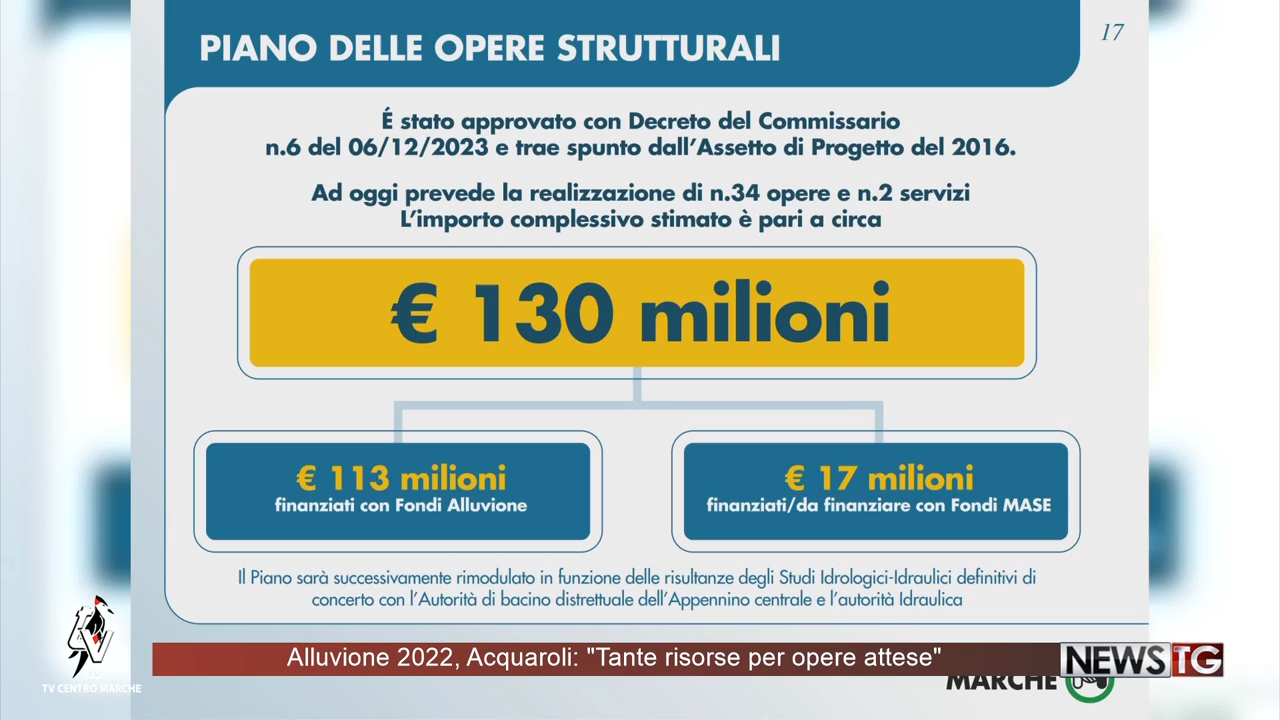 PIANO DELLE OPERE STRUTTURALI
17
É stato approvato con Decreto del Commissario
n.6 del 06/12/2023 e trae spunto dall'Assetto di Progetto del 2016.
Ad oggi prevede la realizzazione di n.34 opere e n.2 servizi
L'importo complessivo stimato è pari a circa
€ 130 milioni
€ 113 milioni
finanziati con Fondi Alluvione
€ 17 milioni
finanziati/da finanziare con Fondi MASE
Il Piano sarà successivamente rimodulato in funzione delle risultanze degli Studi Idrologici-Idraulici definitivi di
concerto con l'Autorità di bacino distrettuale dell'Appennino centrale e l'autorità Idraulica
Alluvione 2022, Acquaroli: "Tante risorse per opere attese"
NEWS TG
MARCHE
TV CENTRO MARCHE